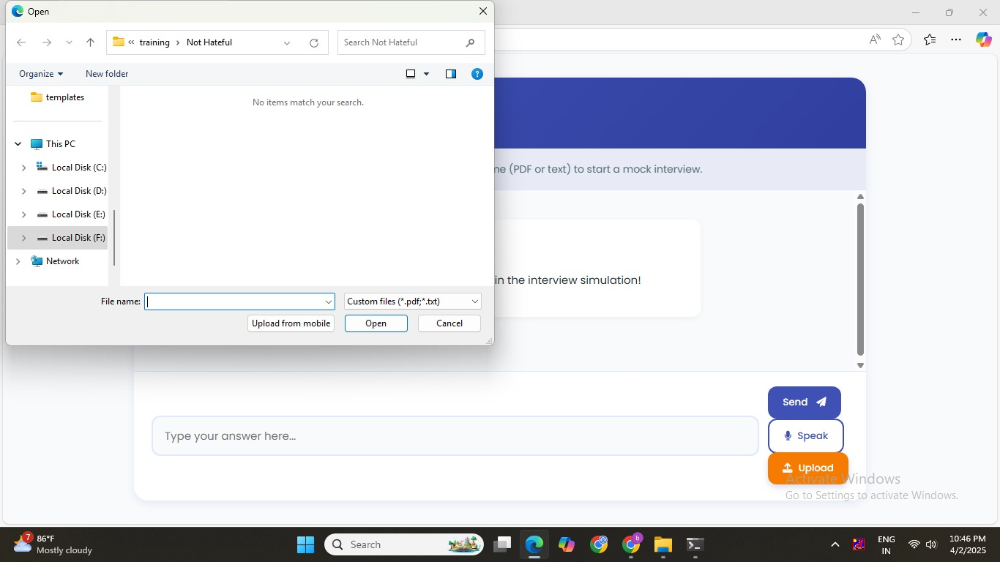 Open
« training › Not Hateful
Search Not Hateful
Organize
New folder
templates
No items match your search.
This PC
Local Disk (C:)
Local Disk (D:)
Local Disk (E:)
Local Disk (F:)
Network
File name:
Custom files (*.pdf;*.txt)
Upload from mobile
Open
Cancel
ne (PDF or text) to start a mock interview.
in the interview simulation!
Type your answer here...
Send
Speak
Upload
Activate Windows
Go to Settings to activate Windows.
7
86°F
Mostly cloudy
Search
b
ENG
IN
10:46 PM
4/2/2025